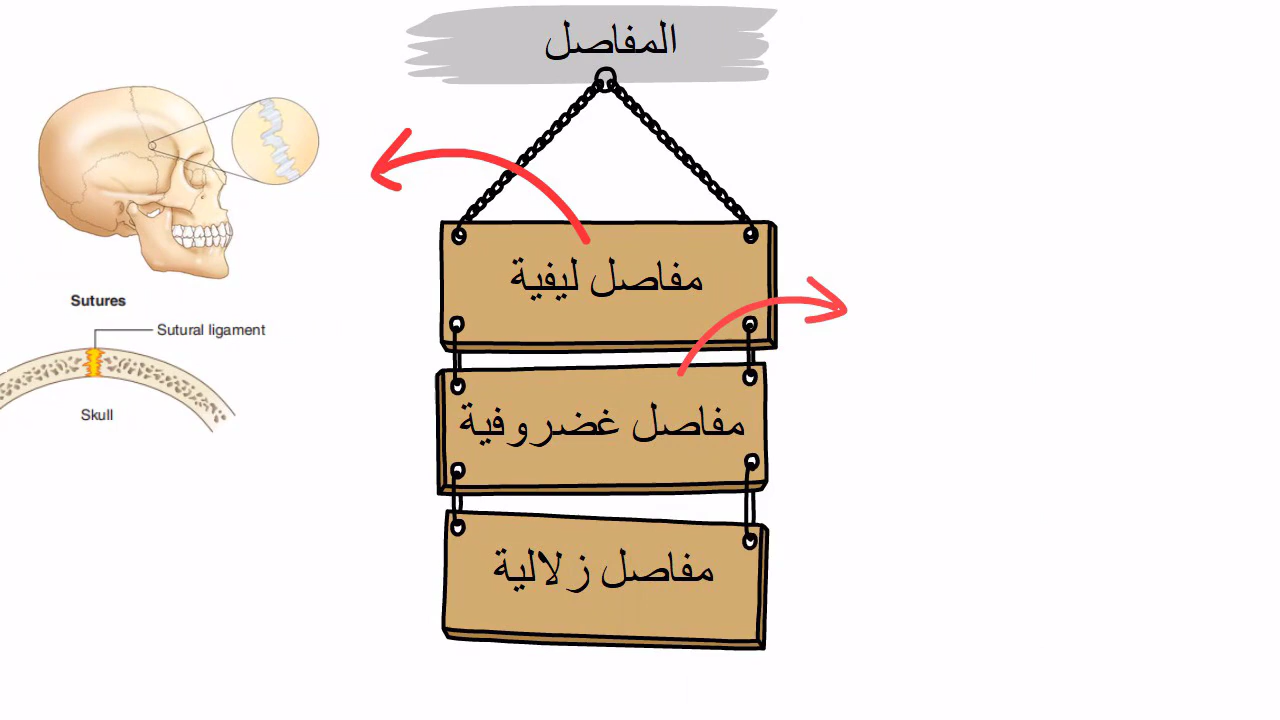 المفاصل
مفاصل ليفية
مفاصل غضروفية
مفاصل زلالية
Sutures
Sutural ligament
Skull